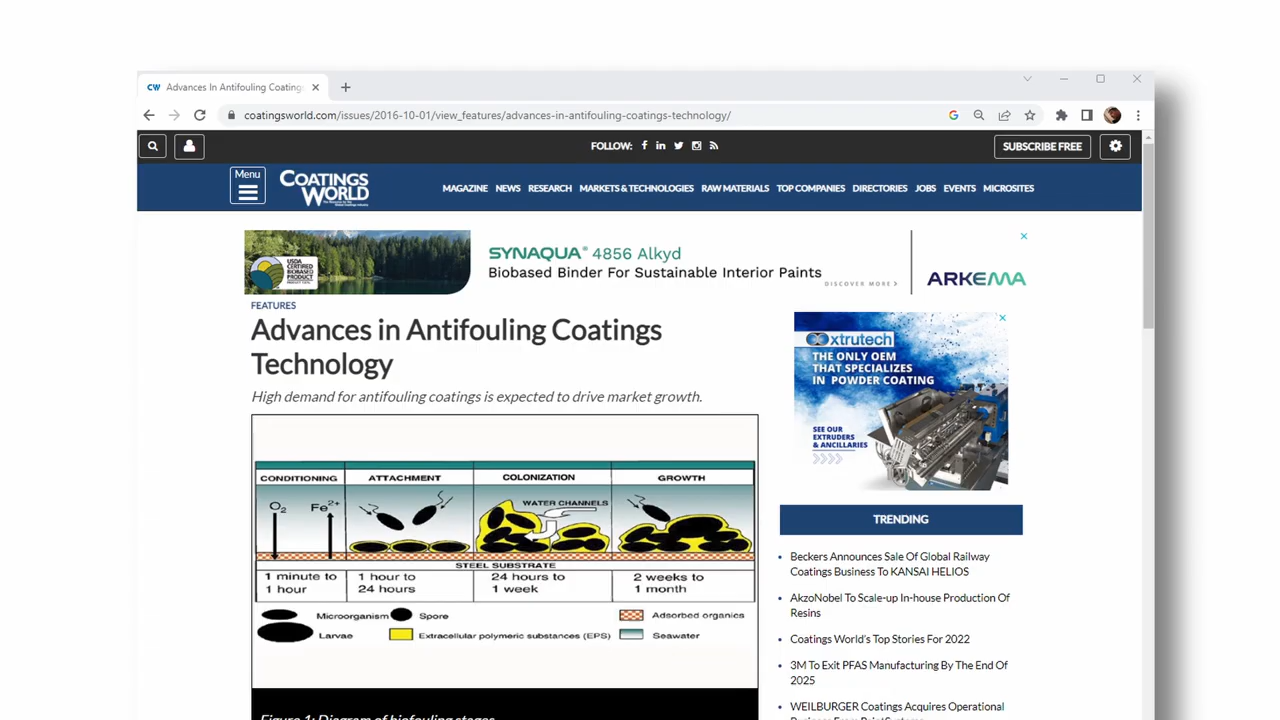 CW Advances In Antifouling Coating
coatingsworld.com/issues/2016-10-01/view_features/advances-in-antifouling-coatings-technology/
FOLLOW:
SUBSCRIBE FREE
Menu
COATINGS
WORLD
MAGAZINE NEWS RESEARCH MARKETS & TECHNOLOGIES RAW MATERIALS TOP COMPANIES DIRECTORIES JOBS EVENTS MICROSITES
USDA
CERTIFIED
BIOBASED
PRODUCT
SYNAQUA® 4856 Alkyd
Biobased Binder For Sustainable Interior Paints
DISCOVER MORE >
ARKEMA
FEATURES
Advances in Antifouling Coatings
Technology
High demand for antifouling coatings is expected to drive market growth.
CONDITIONING ATTACHMENT COLONIZATION GROWTH
O2 Fe2+ WATER CHANNELS
STEEL SUBSTRATE
1 minute to 1 hour to 24 hours to 2 weeks to
1 hour 24 hours 1 week 1 month
Microorganism Spore Adsorbed organics
Larvae Extracellular polymeric substances (EPS) Seawater
Figure 1: Diagram of biofouling stages
xtrutech
THE ONLY OEM
THAT SPECIALIZES
IN POWDER COATING
SEE OUR
EXTRUDERS
& ANCILLARIES
TRENDING
Beckers Announces Sale Of Global Railway
Coatings Business To KANSAI HELIOS
AkzoNobel To Scale-up In-house Production Of
Resins
Coatings World's Top Stories For 2022
3M To Exit PFAS Manufacturing By The End Of
2025
WEILBURGER Coatings Acquires Operational